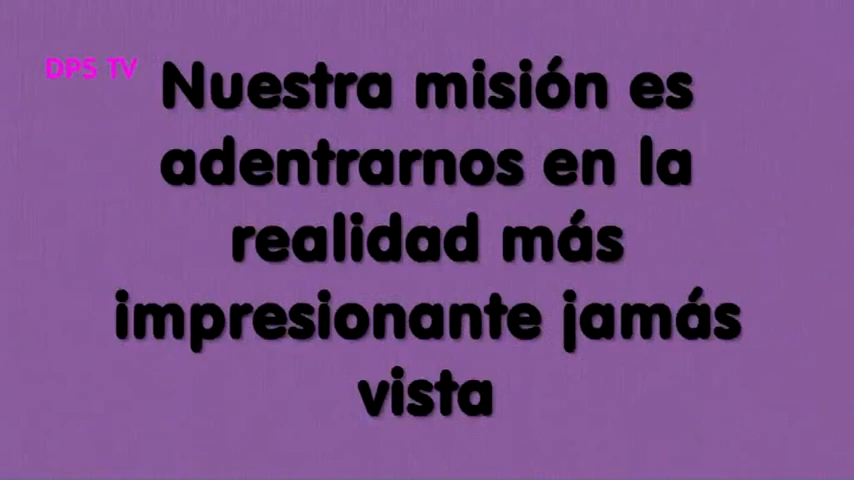 DPS TV
Nuestra misión es
adentrarnos en la
realidad más
impresionante jamás
vista